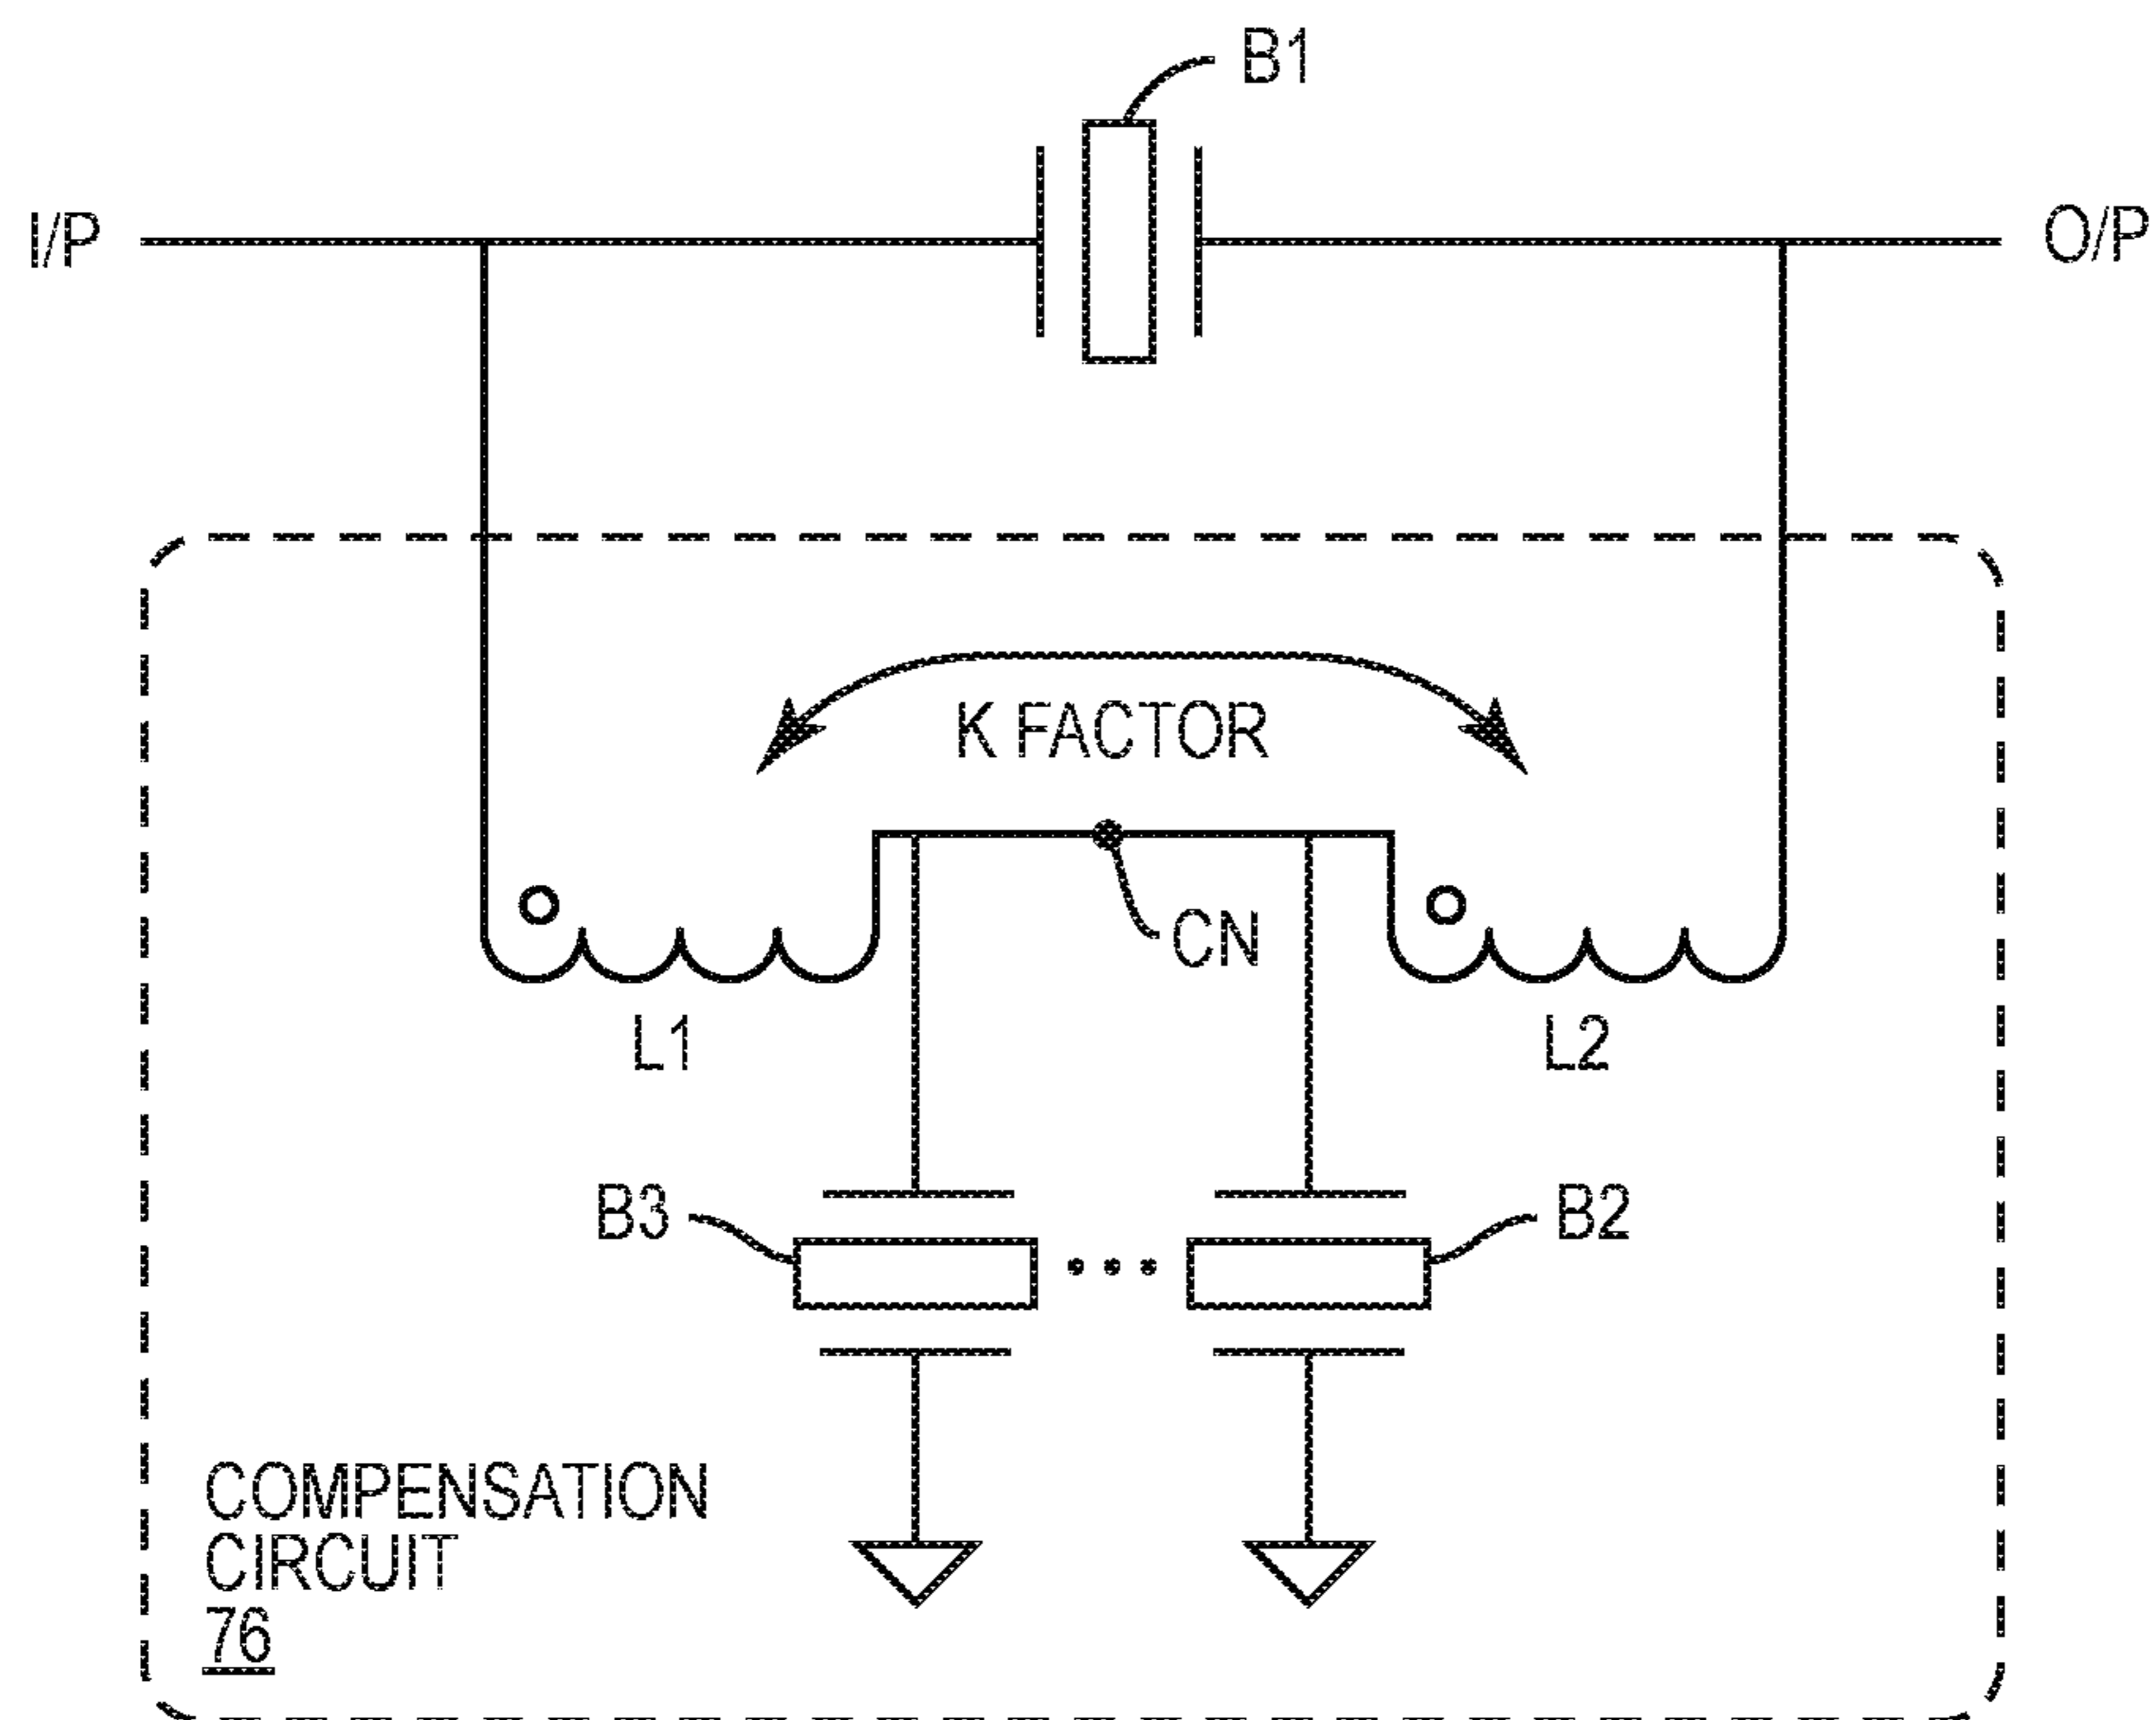 B1
I/P
O/P
K FACTOR
CN
L1
L2
B3
B2
COMPENSATION
CIRCUIT
76